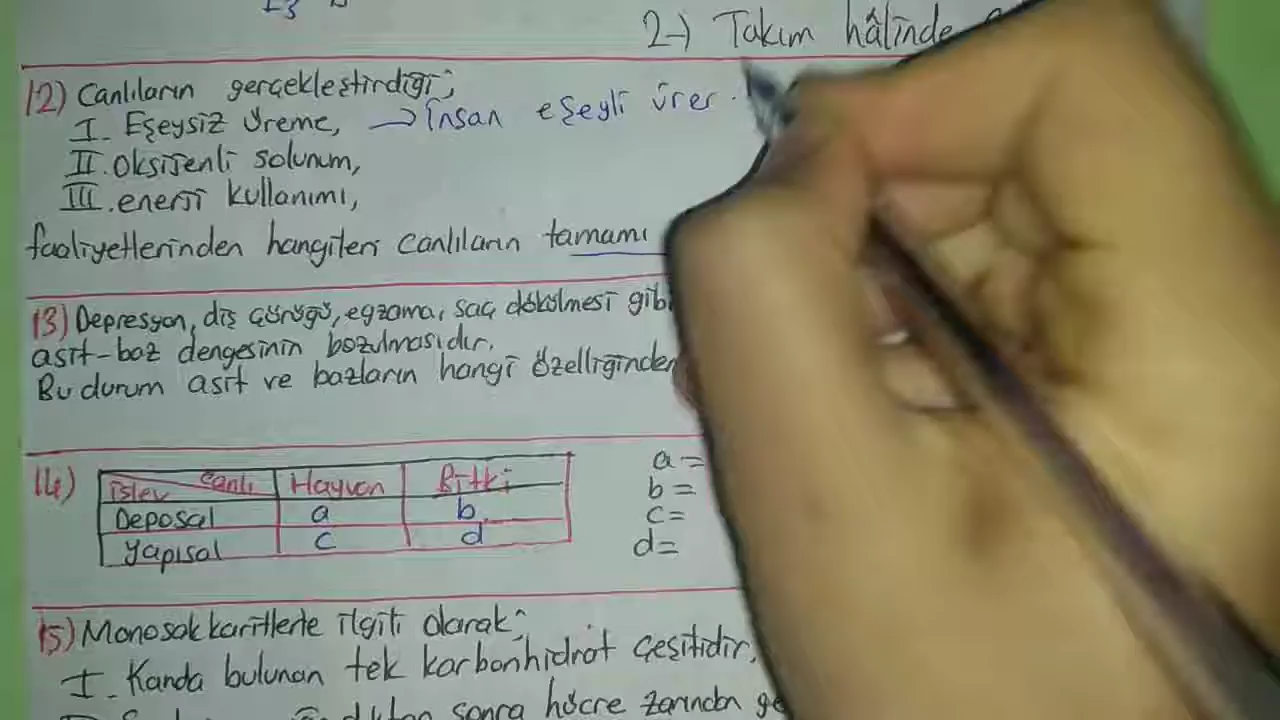 2-) Takım hâlinde
12) Canlıların gerçekleştirdiği;
I. Eşeysiz üreme, → İnsan eşeyli ürer.
II. Oksijenli solunum,
III. enerji kullanımı,
faaliyetlerinden hangileri canlıların tamamı
13) Depresyon, diş çürüğü, egzama, saç dökülmesi gibi
asit-baz dengesinin bozulmasıdır.
Bu durum asit ve bazların hangi özelliğinden
14) İşlev Canlı Hayvan Bitki
Deposal a b
Yapısal c d
a=
b=
c=
d=
15) Monosakkaritlerle ilgili olarak;
I. Kanda bulunan tek karbonhidrat çeşitidir,
sonra hücre zarından